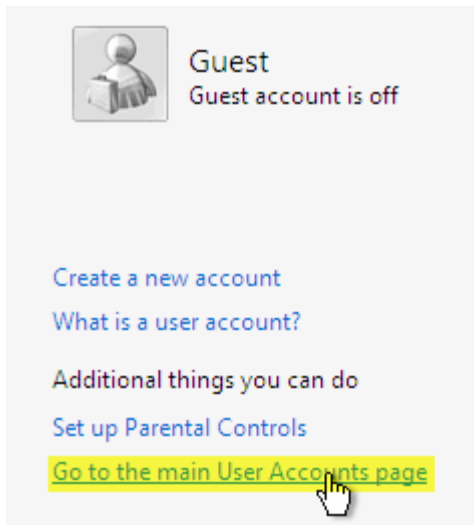 Guest
Guest account is off
Create a new account
What is a user account?
Additional things you can do
Set up Parental Controls
Go to the main User Accounts page